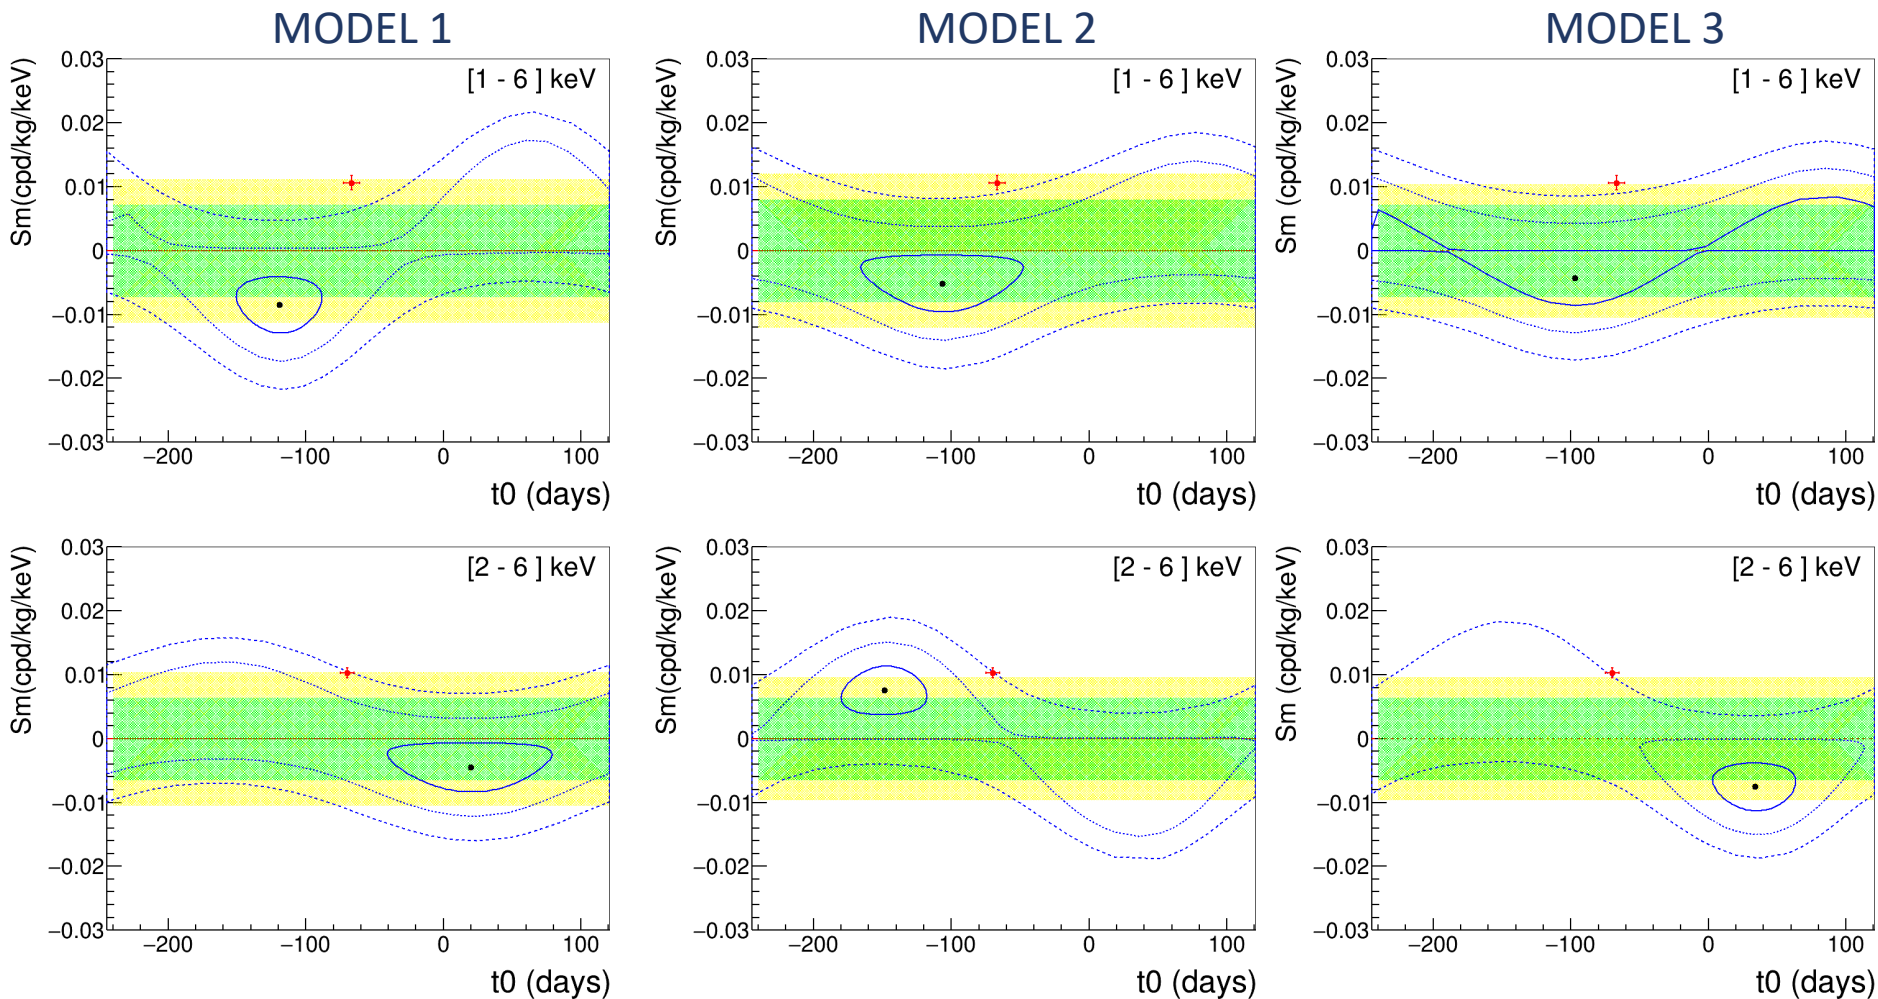 MODEL 1
MODEL 2
MODEL 3
Sm(cpd/kg/keV)
0.03
0.02
0.01
0
−0.01
−0.02
−0.03
[1 - 6 ] keV
−200 −100 0 100
t0 (days)
Sm(cpd/kg/keV)
0.03
0.02
0.01
0
−0.01
−0.02
−0.03
[1 - 6 ] keV
−200 −100 0 100
t0 (days)
Sm (cpd/kg/keV)
0.03
0.02
0.01
0
−0.01
−0.02
−0.03
[1 - 6 ] keV
−200 −100 0 100
t0 (days)
Sm(cpd/kg/keV)
0.03
0.02
0.01
0
−0.01
−0.02
−0.03
[2 - 6 ] keV
−200 −100 0 100
t0 (days)
Sm(cpd/kg/keV)
0.03
0.02
0.01
0
−0.01
−0.02
−0.03
[2 - 6 ] keV
−200 −100 0 100
t0 (days)
Sm (cpd/kg/keV)
0.03
0.02
0.01
0
−0.01
−0.02
−0.03
[2 - 6 ] keV
−200 −100 0 100
t0 (days)